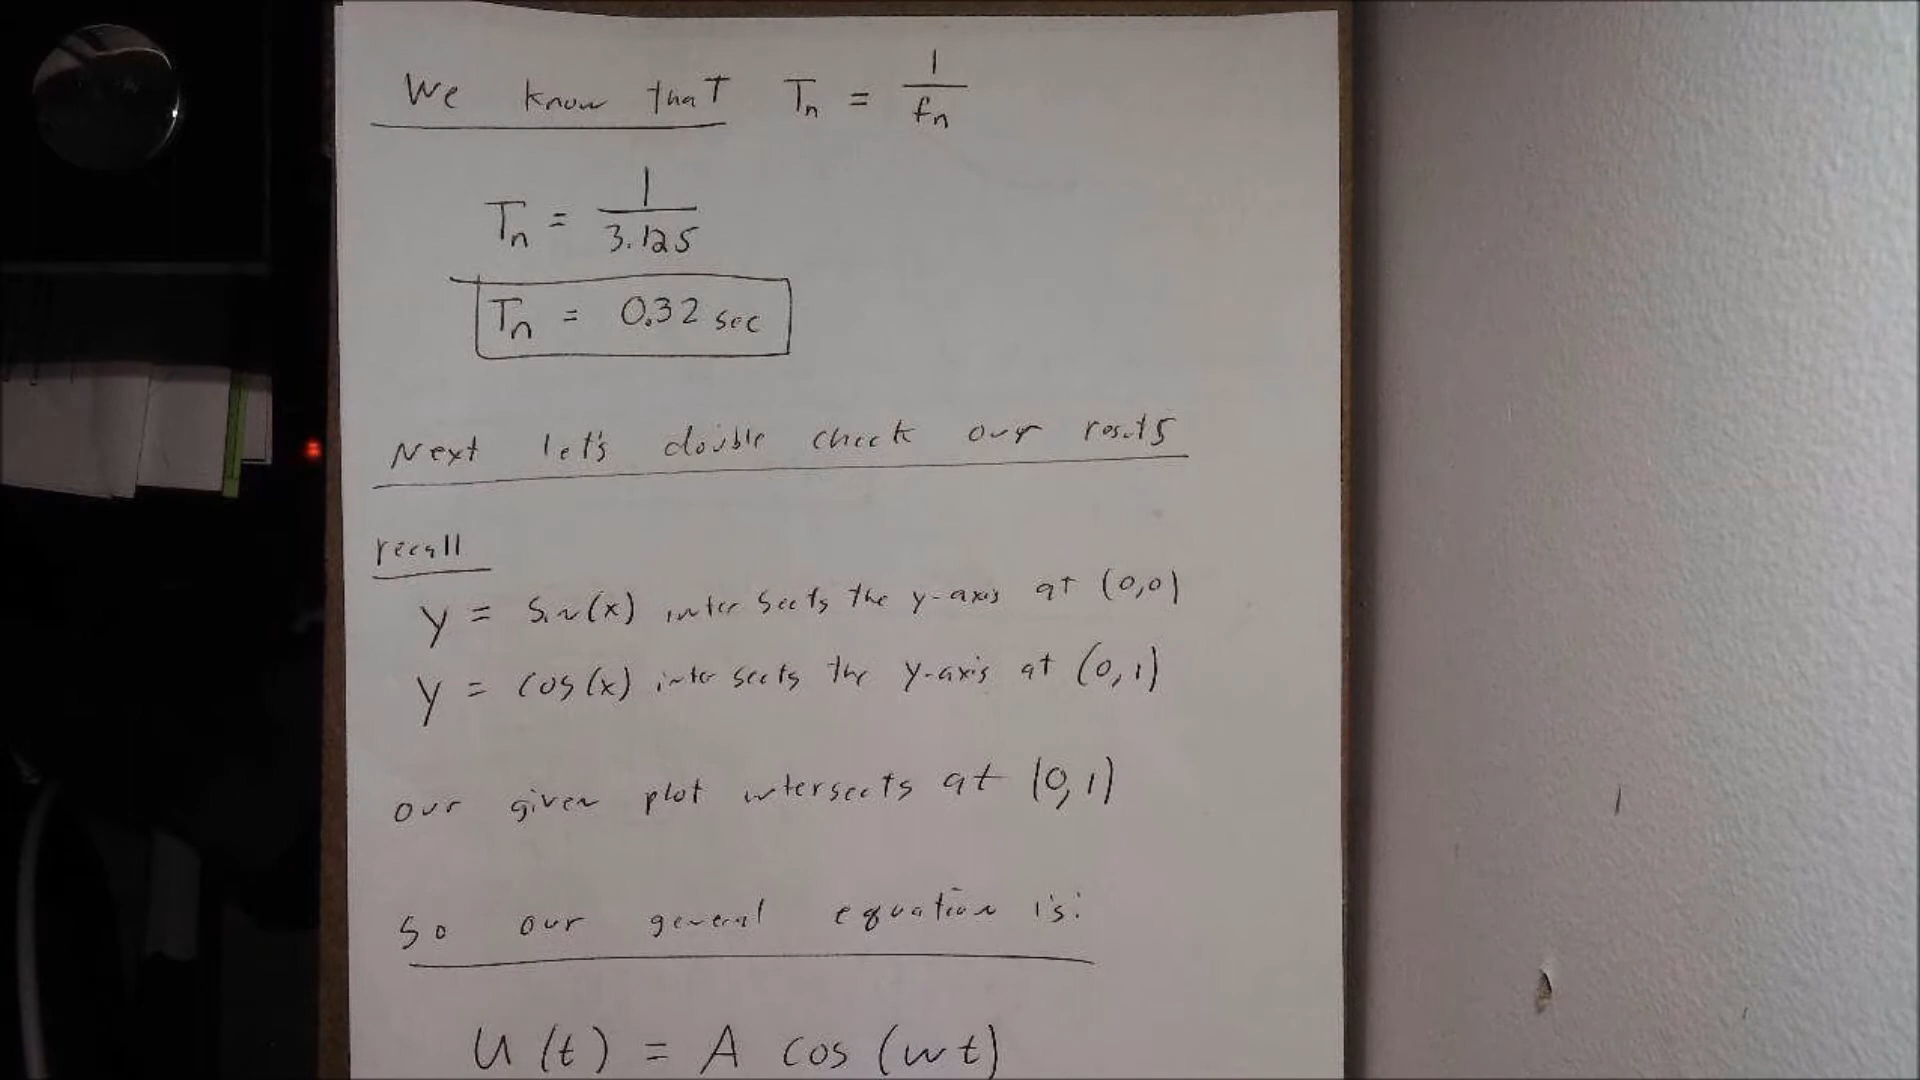 We know that Tn = 1/fn
Tn = 1/3.125
Tn = 0.32 sec
Next let's double check our results
recall
y = sin(x) intersects the y-axis at (0,0)
y = cos(x) intersects the y-axis at (0,1)
our given plot intersects at (0,1)
So our general equation is:
U(t) = A cos(wt)